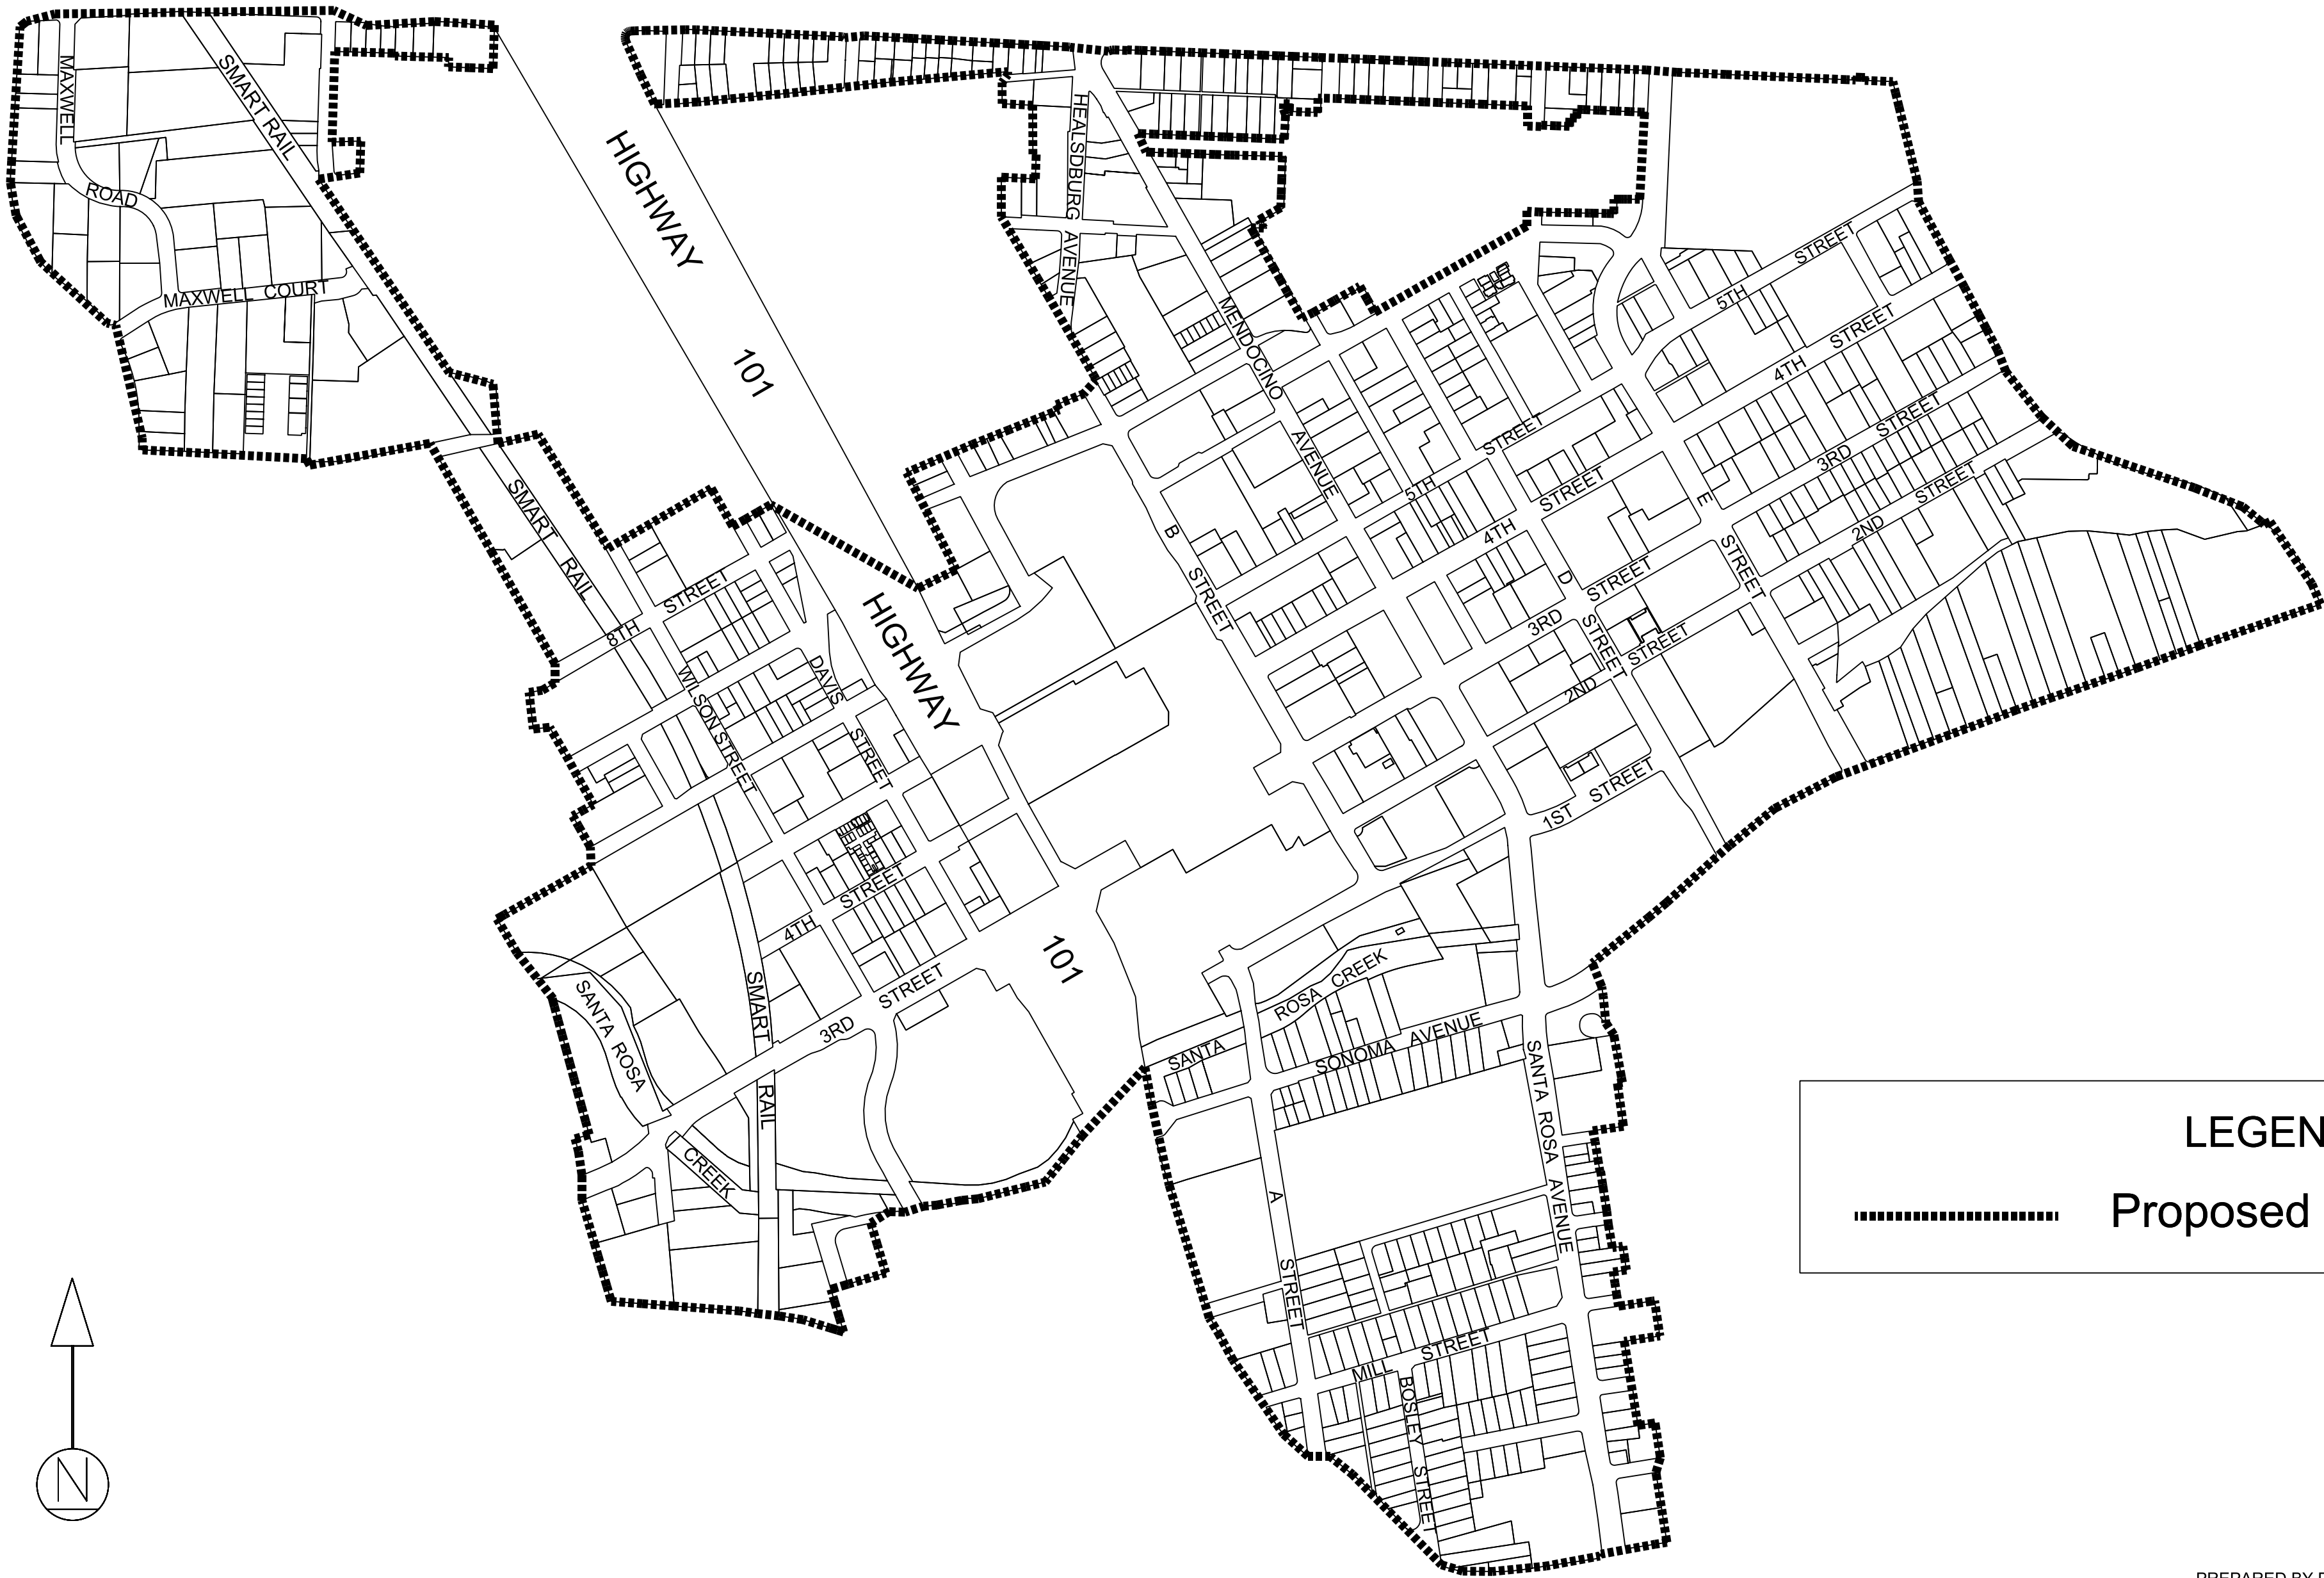 MAXWELL
ROAD
SMART RAIL
MAXWELL COURT
HIGHWAY
101
HEALSDBURG AVENUE
MENDOCINO
AVENUE
5TH STREET
4TH STREET
3RD STREET
2ND STREET
SMART RAIL
8TH STREET
WILSON STREET
DAVIS STREET
HIGHWAY
101
B STREET
5TH STREET
4TH STREET
3RD STREET
2ND STREET
1ST STREET
D STREET
E STREET
4TH STREET
3RD STREET
SMART RAIL
SANTA ROSA
CREEK
SANTA ROSA CREEK
SONOMA AVENUE
SANTA ROSA AVENUE
A STREET
MILL STREET
BOSLEY STREE
N
LEGEN
Proposed